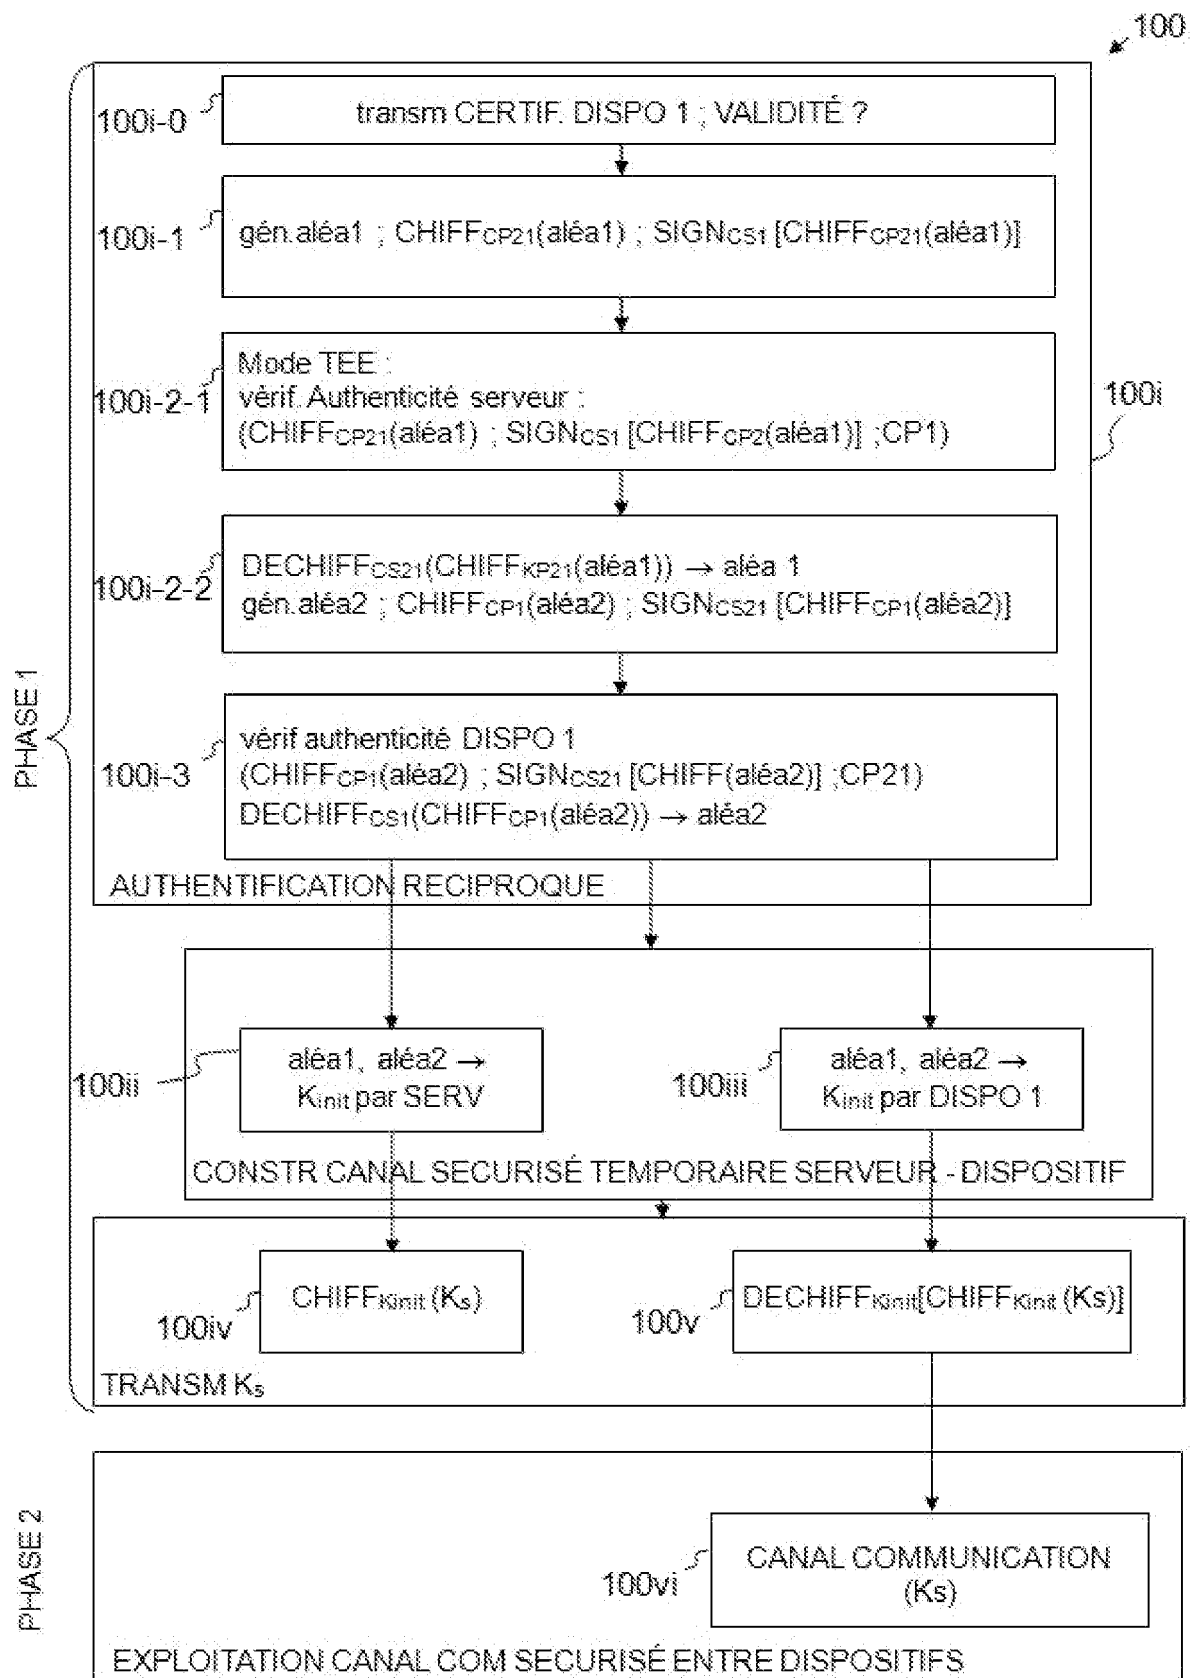 100
100i-0
transm CERTIF. DISPO 1 ; VALIDITÉ ?
100i-1
gén.aléa1 ; CHIFFCP21(aléa1) ; SIGNCS1 [CHIFFCP21(aléa1)]
100i-2-1
Mode TEE :
vérif. Authenticité serveur :
(CHIFFCP21(aléa1) ; SIGNCS1 [CHIFFCP2(aléa1)] ;CP1)
100i
100i-2-2
DECHIFFCS21(CHIFFKP21(aléa1)) → aléa 1
gén.aléa2 ; CHIFFCP1(aléa2) ; SIGNCS21 [CHIFFCP1(aléa2)]
PHASE 1
100i-3
vérif authenticité DISPO 1
(CHIFFCP1(aléa2) ; SIGNCS21 [CHIFF(aléa2)] ;CP21)
DECHIFFCS1(CHIFFCP1(aléa2)) → aléa2
AUTHENTIFICATION RECIPROQUE
100ii
aléa1, aléa2 →
Kinit par SERV
100iii
aléa1, aléa2 →
Kinit par DISPO 1
CONSTR CANAL SECURISÉ TEMPORAIRE SERVEUR - DISPOSITIF
100iv
CHIFFKinit (Ks)
100v
DECHIFFKinit[CHIFFKinit (Ks)]
TRANSM Ks
PHASE 2
100vi
CANAL COMMUNICATION
(Ks)
EXPLOITATION CANAL COM SECURISÉ ENTRE DISPOSITIFS